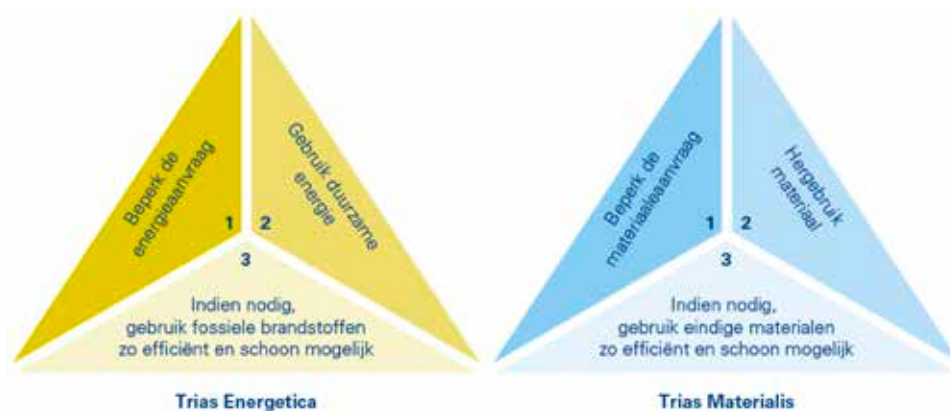 Beperk de
energieaanvraag
1
Gebruik duurzame
energie
2
3
Indien nodig,
gebruik fossiele brandstoffen
zo efficiënt en schoon mogelijk
Trias Energetica
Beperk de
materialeaanvraag
1
Hergebruik
materiaal
2
3
Indien nodig,
gebruik eindige materialen
zo efficiënt en schoon mogelijk
Trias Materialis